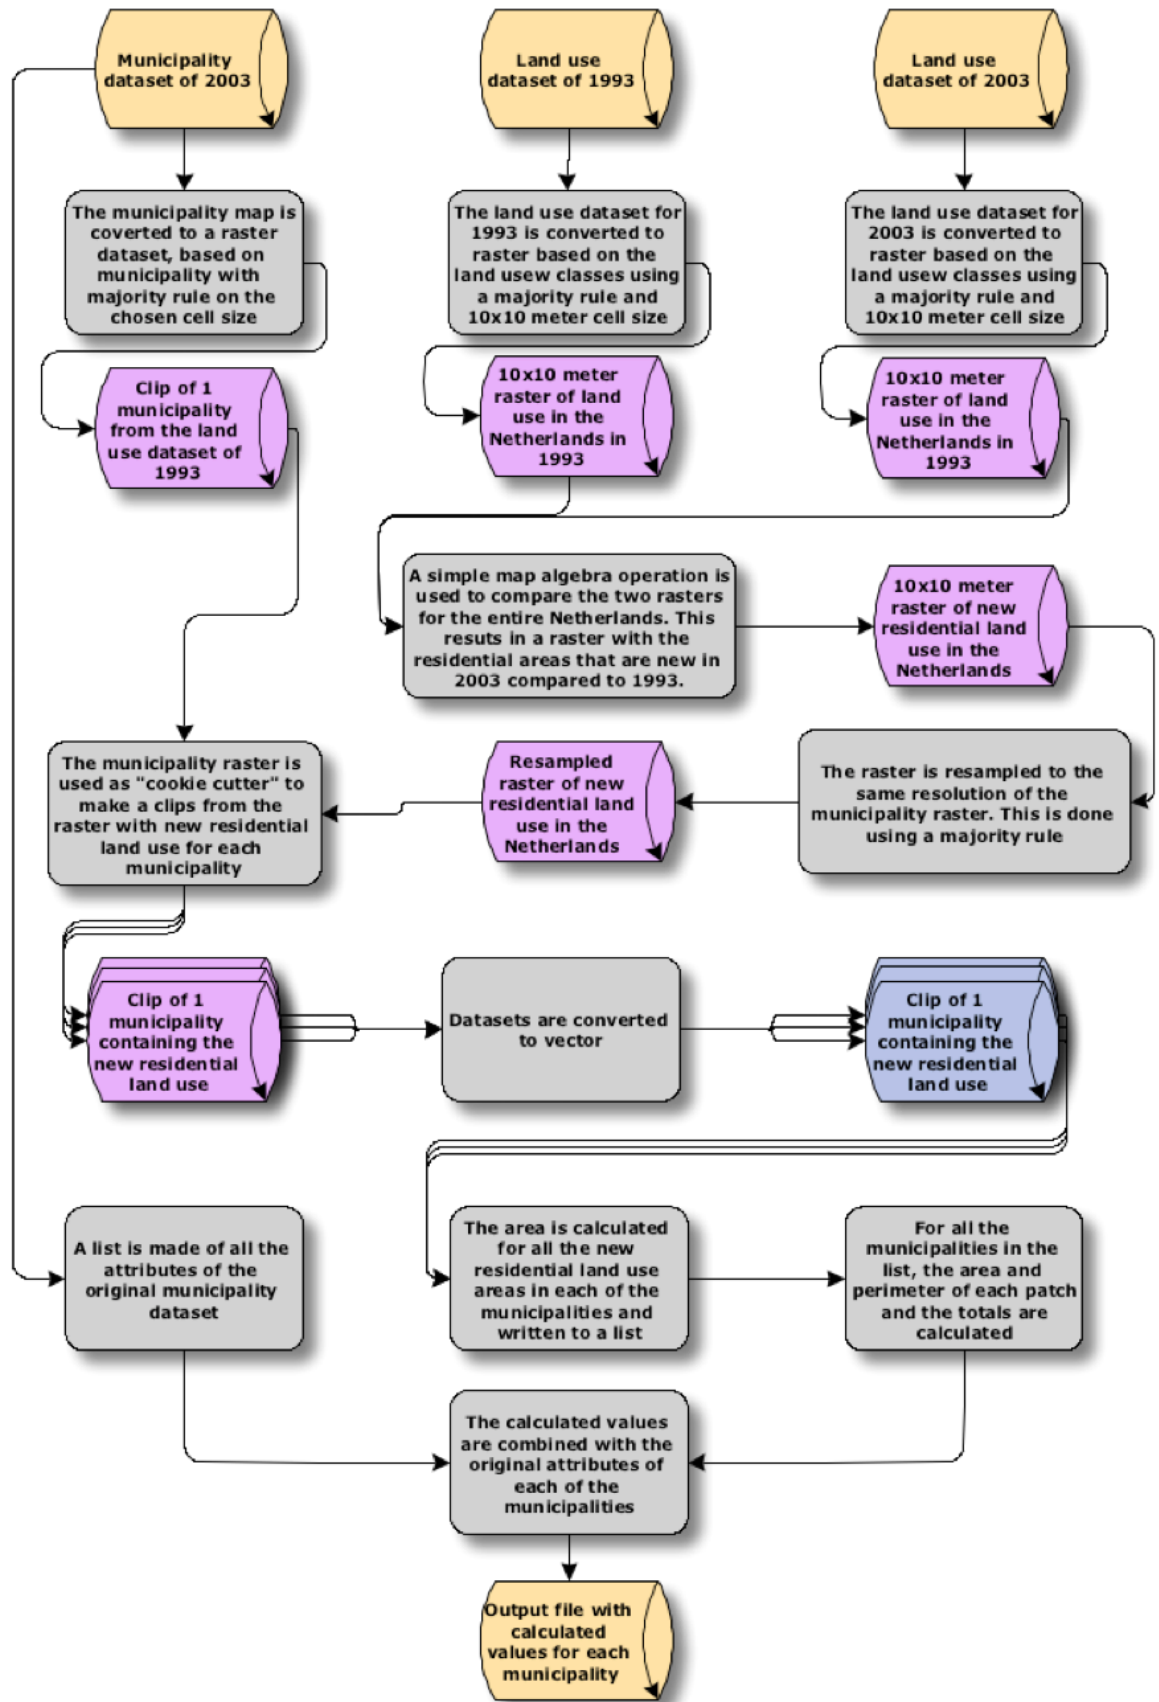 Municipality
dataset of 2003
Land use
dataset of 1993
Land use
dataset of 2003
The municipality map is
coverted to a raster
dataset, based on
municipality with
majority rule on the
chosen cell size
The land use dataset for
1993 is converted to
raster based on the
land usew classes using
a majority rule and
10x10 meter cell size
The land use dataset for
2003 is converted to
raster based on the
land usew classes using
a majority rule and
10x10 meter cell size
Clip of 1
municipality
from the land
use dataset of
1993
10x10 meter
raster of land
use in the
Netherlands in
1993
10x10 meter
raster of land
use in the
Netherlands in
1993
A simple map algebra operation is
used to compare the two rasters
for the entire Netherlands. This
resuts in a raster with the
residential areas that are new in
2003 compared to 1993.
10x10 meter
raster of new
residential land
use in the
Netherlands
The municipality raster is
used as "cookie cutter" to
make a clips from the
raster with new residential
land use for each
municipality
Resampled
raster of new
residential land
use in the
Netherlands
The raster is resampled to the
same resolution of the
municipality raster. This is done
using a majority rule
Clip of 1
municipality
containing the
new residential
land use
Datasets are converted
to vector
Clip of 1
municipality
containing the
new residential
land use
A list is made of all the
attributes of the
original municipality
dataset
The area is calculated
for all the new
residential land use
areas in each of the
municipalities and
written to a list
For all the
municipalities in the
list, the area and
perimeter of each patch
and the totals are
calculated
The calculated values
are combined with the
original attributes of
each of the
municipalities
Output file with
calculated
values for each
municipality